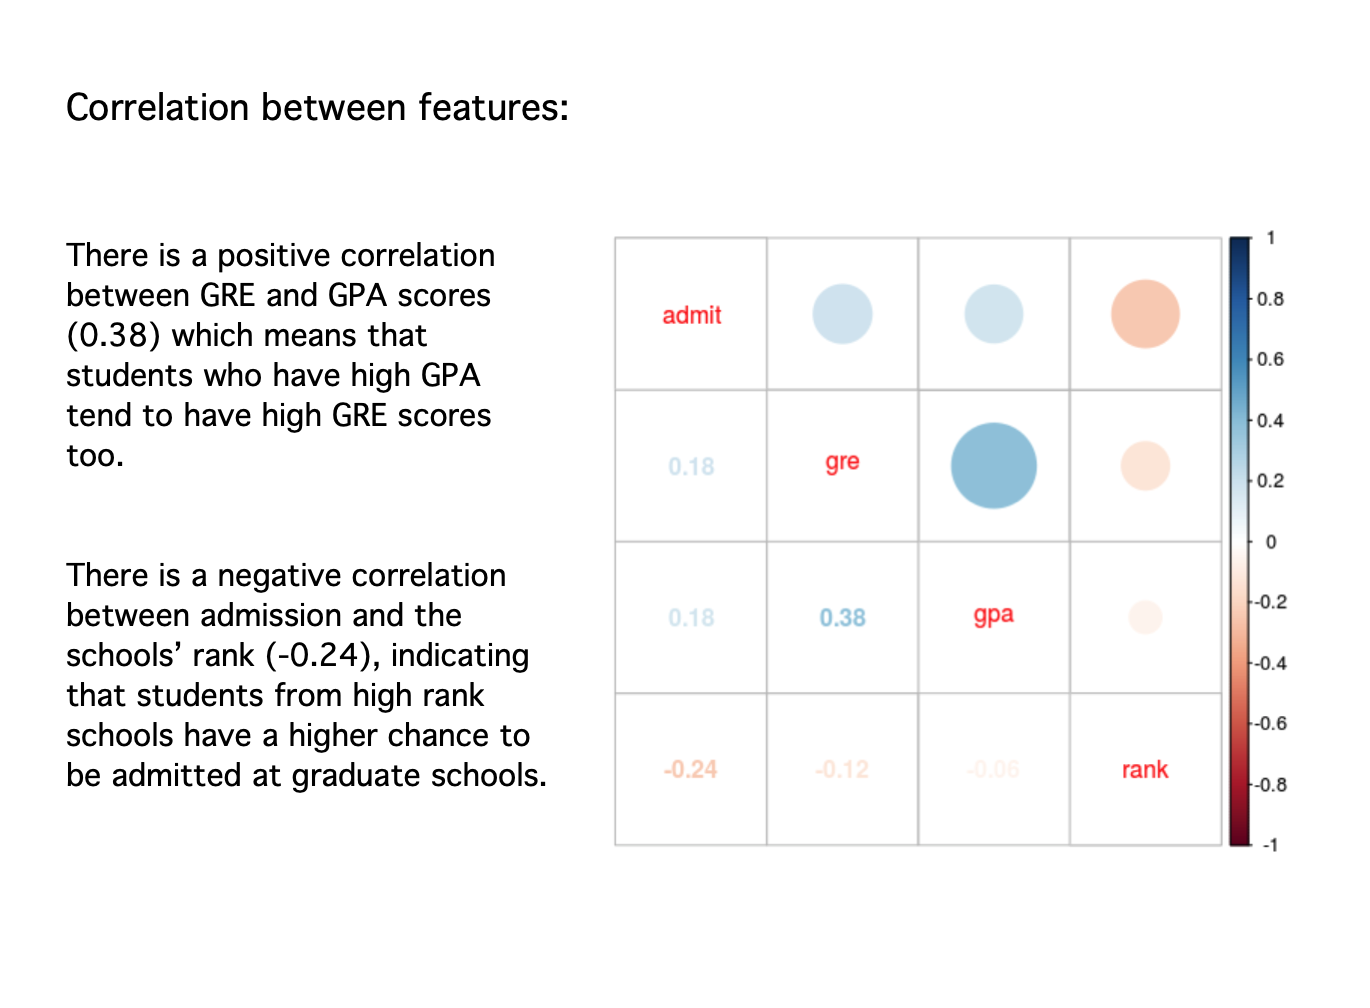 Correlation between features:
There is a positive correlation
between GRE and GPA scores
(0.38) which means that
students who have high GPA
tend to have high GRE scores
too.
There is a negative correlation
between admission and the
schools’ rank (-0.24), indicating
that students from high rank
schools have a higher chance to
be admitted at graduate schools.
admit
0.18 gre
0.18 0.38 gpa
-0.24 -0.12 -0.06 rank
1
0.8
0.6
0.4
0.2
0
-0.2
-0.4
-0.6
-0.8
-1